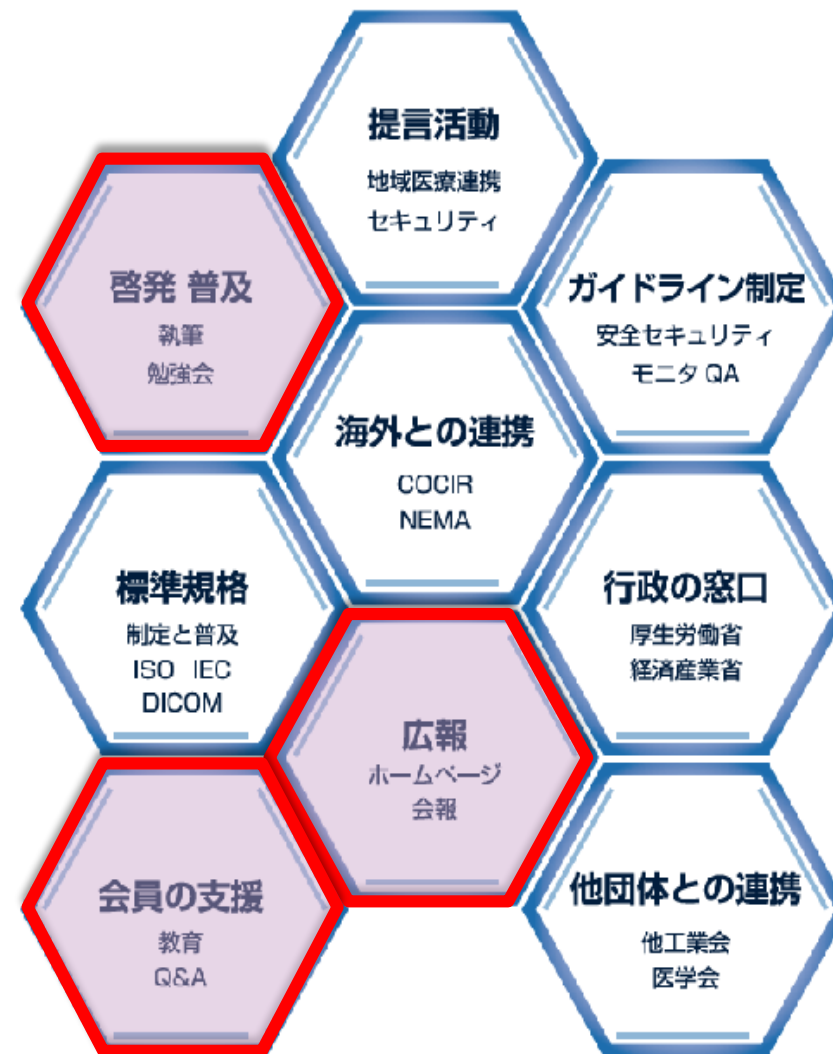 提言活動
地域医療連携
セキュリティ
啓発 普及
執筆
勉強会
ガイドライン制定
安全セキュリティ
モニタ QA
海外との連携
COCIR
NEMA
標準規格
制定と普及
ISO IEC
DICOM
行政の窓口
厚生労働省
経済産業省
広報
ホームページ
会報
会員の支援
教育
Q&A
他団体との連携
他工業会
医学会